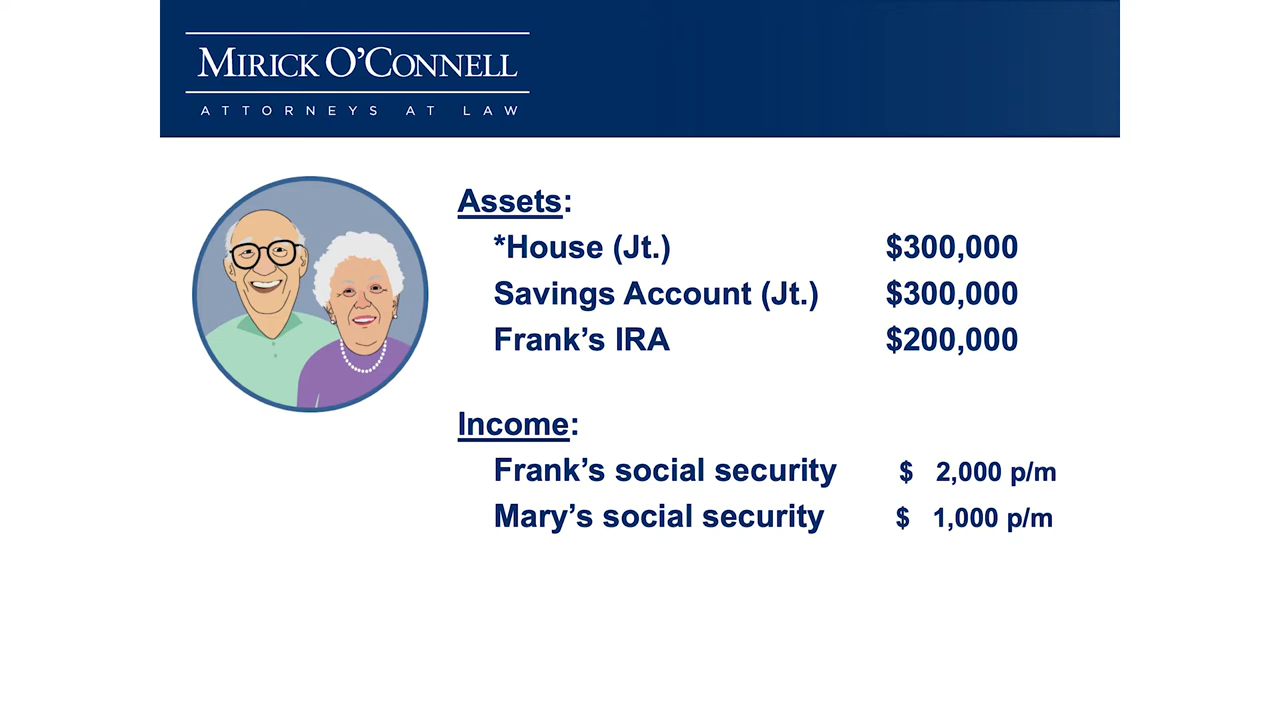 MIRICK O’CONNELL
ATTORNEYS AT LAW
Assets:
*House (Jt.) $300,000
Savings Account (Jt.) $300,000
Frank’s IRA $200,000
Income:
Frank’s social security $ 2,000 p/m
Mary’s social security $ 1,000 p/m